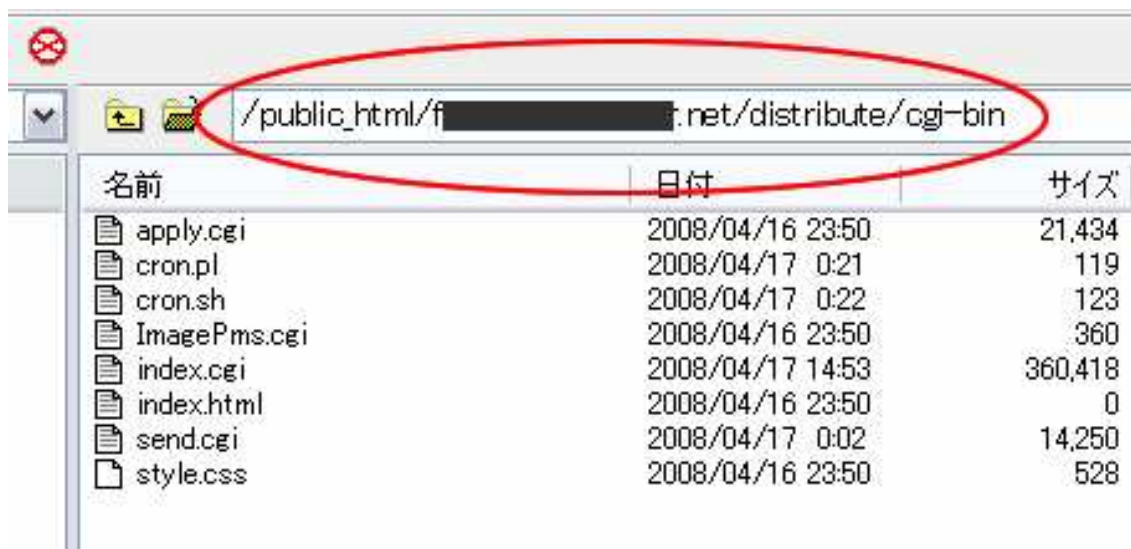 /public_html/f r.net/distribute/cgi-bin
名前 日付 サイズ
apply.cgi 2008/04/16 23:50 21,434
cron.pl 2008/04/17 0:21 119
cron.sh 2008/04/17 0:22 123
ImagePms.cgi 2008/04/16 23:50 360
index.cgi 2008/04/17 14:53 360,418
index.html 2008/04/16 23:50 0
send.cgi 2008/04/17 0:02 14,250
style.css 2008/04/16 23:50 528